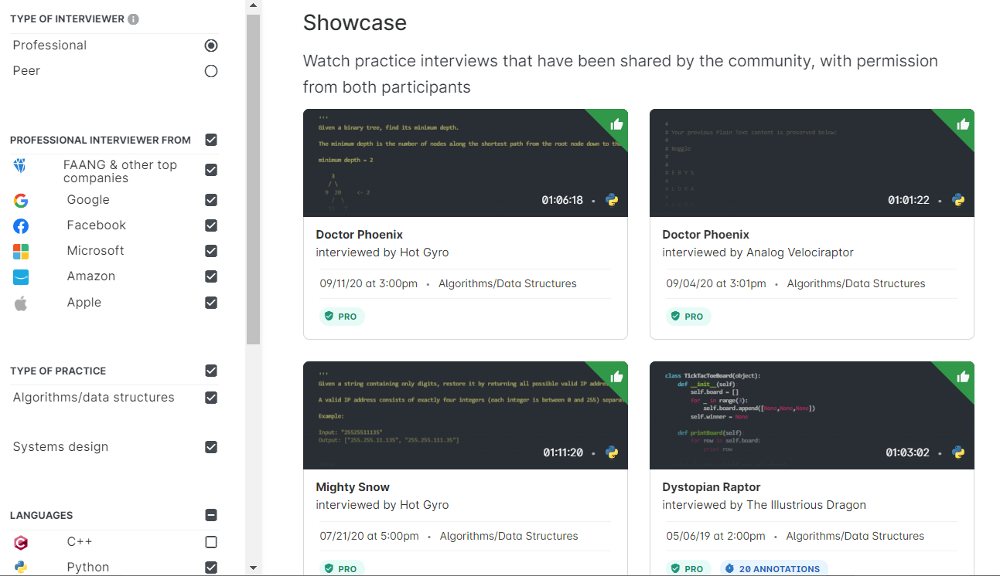 TYPE OF INTERVIEWER
Professional
Peer
PROFESSIONAL INTERVIEWER FROM
FAANG & other top
companies
Google
Facebook
Microsoft
Amazon
Apple
TYPE OF PRACTICE
Algorithms/data structures
Systems design
LANGUAGES
C++
Python
Showcase
Watch practice interviews that have been shared by the community, with permission
from both participants
'''
Given a binary tree, find its minimum depth.
The minimum depth is the number of nodes along the shortest path from the root node down to the
minimum depth = 2
3
/ \
9 20 <- 2
/ \
01:06:18
Doctor Phoenix
interviewed by Hot Gyro
09/11/20 at 3:00pm • Algorithms/Data Structures
PRO
#
# Your previous Plain Text content is preserved below:
#
# Boggle
#
#
# E B Y S
#
# L D R A
#
01:01:22
Doctor Phoenix
interviewed by Analog Velociraptor
09/04/20 at 3:01pm • Algorithms/Data Structures
PRO
'''
Given a string containing only digits, restore it by returning all possible valid IP
A valid IP address consists of exactly four integers (each integer is between 0 and 255)
Example:
Input: "25525511135"
Output: ["255.255.11.135", "255.255.111.35"]
01:11:20
Mighty Snow
interviewed by Hot Gyro
07/21/20 at 5:00pm • Algorithms/Data Structures
PRO
class TickTacToeBoard(object):
def __init__(self):
self.board = []
for _ in range(3):
self.board.append([None,None,None])
self.winner = None
def printBoard(self):
for row in self.board:
print row
01:03:02
Dystopian Raptor
interviewed by The Illustrious Dragon
05/06/19 at 2:00pm • Algorithms/Data Structures
PRO
20 ANNOTATIONS